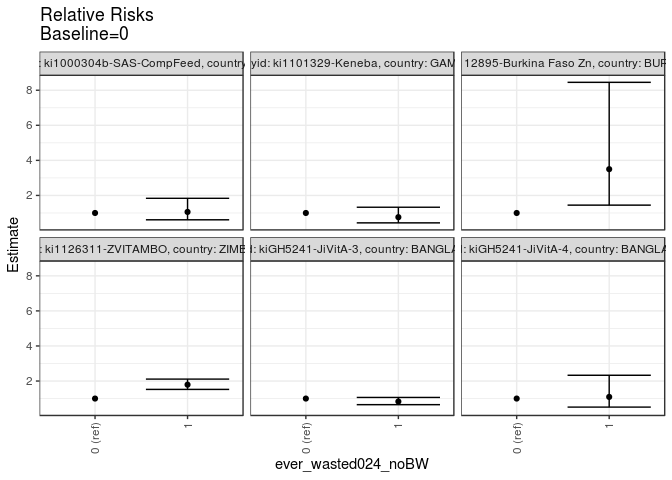 Relative Risks
Baseline=0
: ki1000304b-SAS-CompFeed, country
yid: ki1101329-Keneba, country: GAM
12895-Burkina Faso Zn, country: BUR
8
6
4
2
: ki1126311-ZVITAMBO, country: ZIMB
: kiGH5241-JiVitA-3, country: BANGLA
: kiGH5241-JiVitA-4, country: BANGLA
8
6
4
2
Estimate
0 (ref)
1
0 (ref)
1
0 (ref)
1
ever_wasted024_noBW